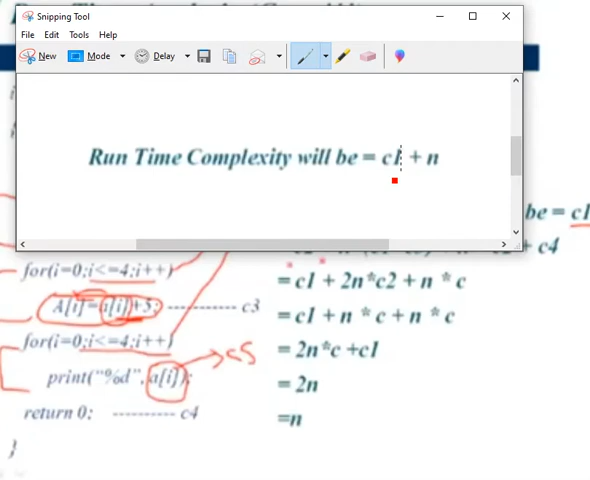 Snipping Tool
File Edit Tools Help
New Mode Delay
Run Time Complexity will be = c1 + n
be = c1
+ c4
for(i=0;i<=4;i++)
A[i]=a[i]+5; ----------- c3
for(i=0;i<=4;i++)
c5
print("%d", a[i]);
return 0; ---------- c4
}
= c1 + 2n*c2 + n * c
= c1 + n * c + n * c
= 2n*c +c1
= 2n
=n